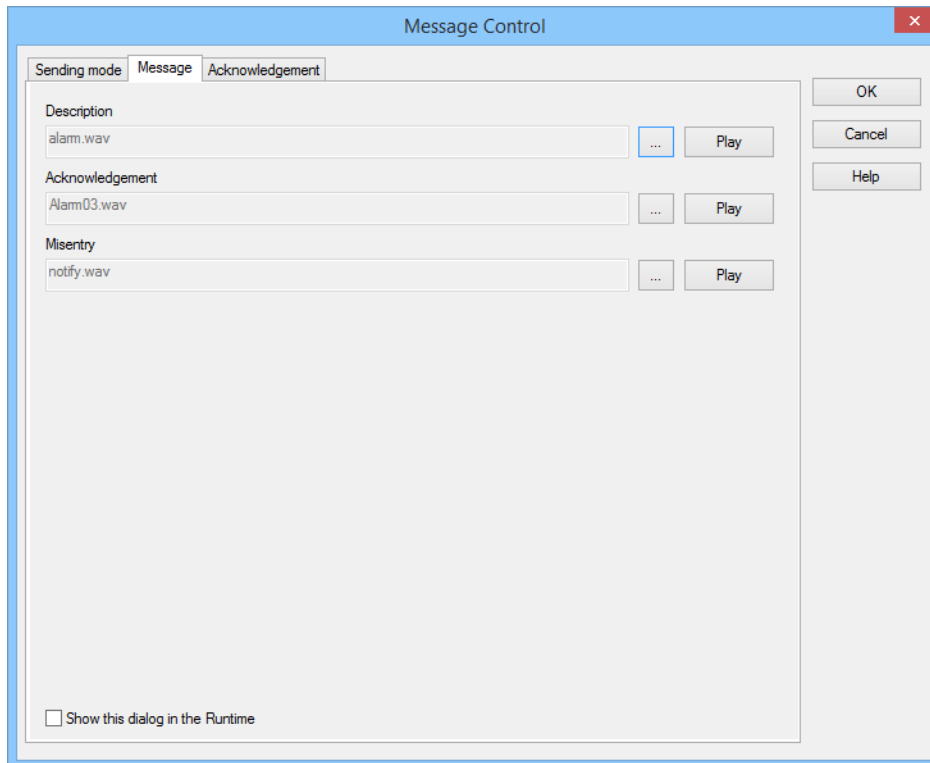 Message Control
Sending mode Message Acknowledgement
OK
Description
alarm.wav ... Play
Cancel
Acknowledgement
Help
Alarm03.wav ... Play
Misentry
notify.wav ... Play
Show this dialog in the Runtime